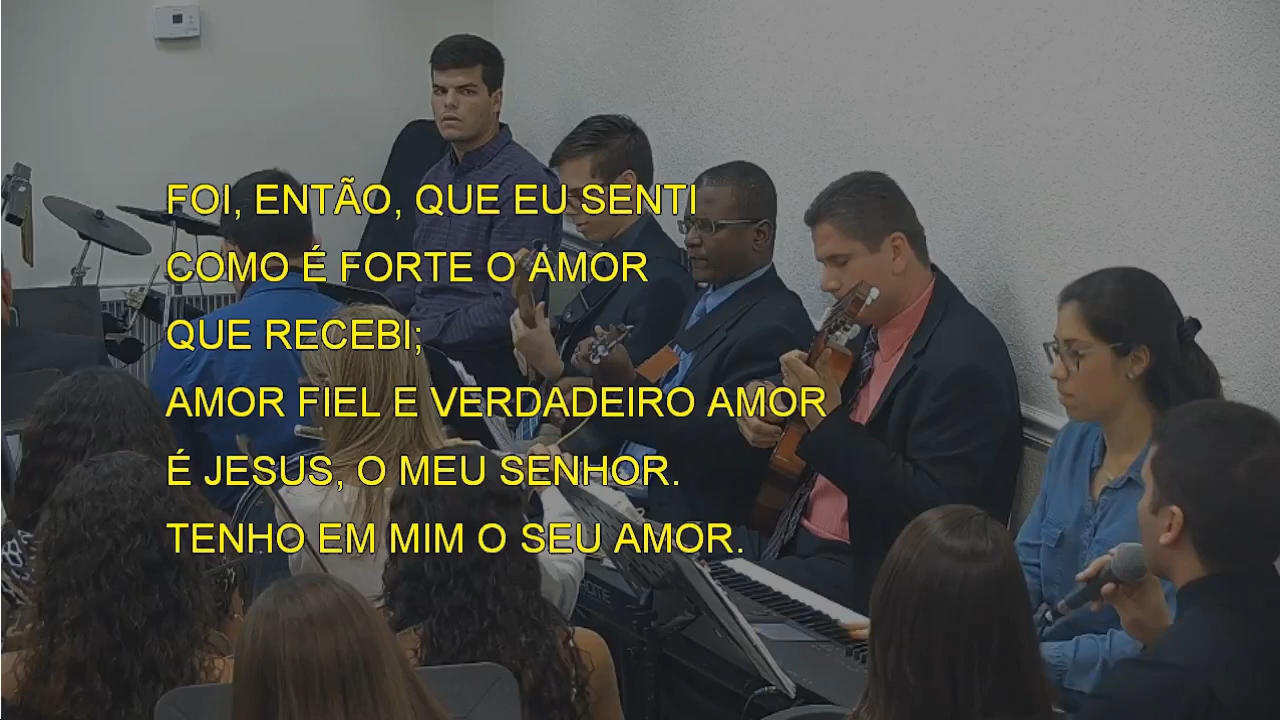 FOI, ENTÃO, QUE EU SENTI
COMO É FORTE O AMOR
QUE RECEBI;
AMOR FIEL E VERDADEIRO AMOR
É JESUS, O MEU SENHOR.
TENHO EM MIM O SEU AMOR.